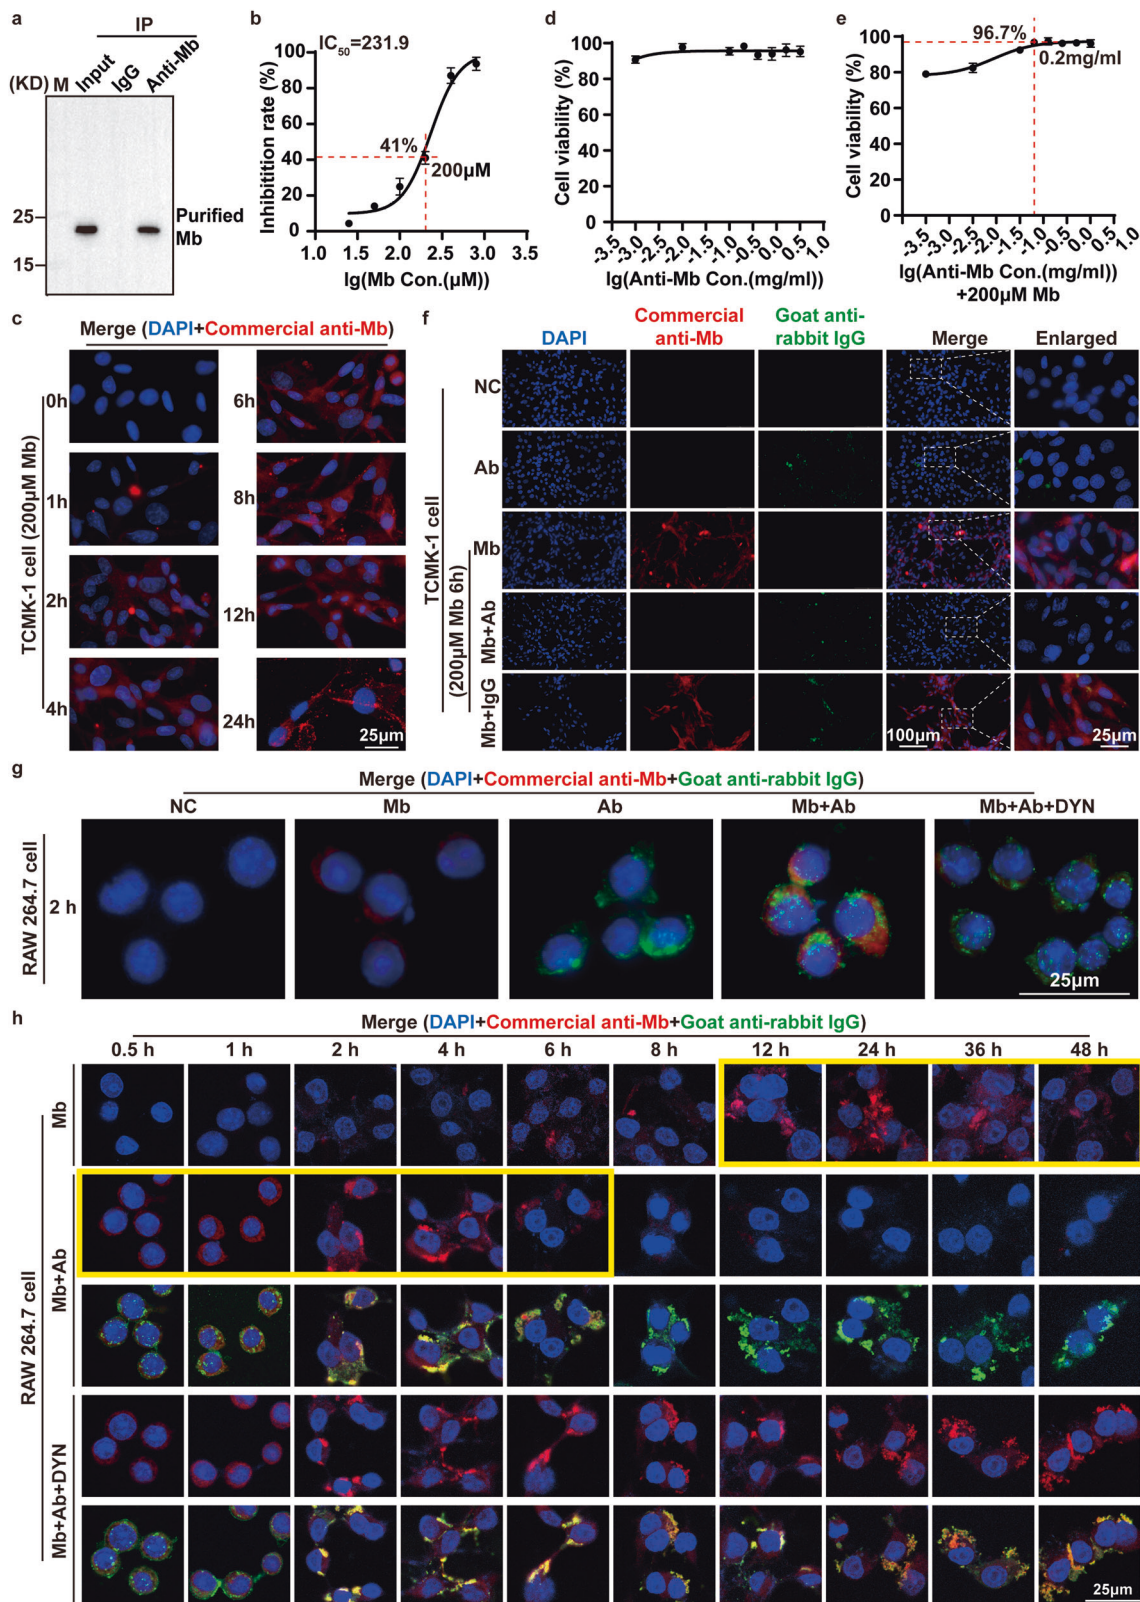 a
IP
(KD) M Input IgG Anti-Mb
25
15
Purified
Mb
b
IC50=231.9
Inhibitition rate (%)
100
80
60
40
20
0
41%
200μM
1.0 1.5 2.0 2.5 3.0 3.5
lg(Mb Con.(μM))
d
Cell viability (%)
100
80
60
40
20
0
-3.5 -3.0 -2.5 -2.0 -1.5 -1.0 -0.5 0.0 0.5 1.0
lg(Anti-Mb Con.(mg/ml))
e
96.7%
0.2mg/ml
Cell viability (%)
100
80
60
40
20
0
-3.5 -3.0 -2.5 -2.0 -1.5 -1.0 -0.5 0.0 0.5 1.0
lg(Anti-Mb Con.(mg/ml))
+200μM Mb
c
Merge (DAPI+Commercial anti-Mb)
TCMK-1 cell (200μM Mb)
0h
1h
2h
4h
6h
8h
12h
24h
25μm
f
DAPI
Commercial
anti-Mb
Goat anti-
rabbit IgG
Merge
Enlarged
TCMK-1 cell
(200μM Mb 6h)
NC
Ab
Mb
Mb+Ab
Mb+IgG
100μm
25μm
g
Merge (DAPI+Commercial anti-Mb+Goat anti-rabbit IgG)
NC Mb Ab Mb+Ab Mb+Ab+DYN
RAW 264.7 cell
2 h
25μm
h
Merge (DAPI+Commercial anti-Mb+Goat anti-rabbit IgG)
0.5 h 1 h 2 h 4 h 6 h 8 h 12 h 24 h 36 h 48 h
RAW 264.7 cell
Mb
Mb+Ab
Mb+Ab+DYN
25μm